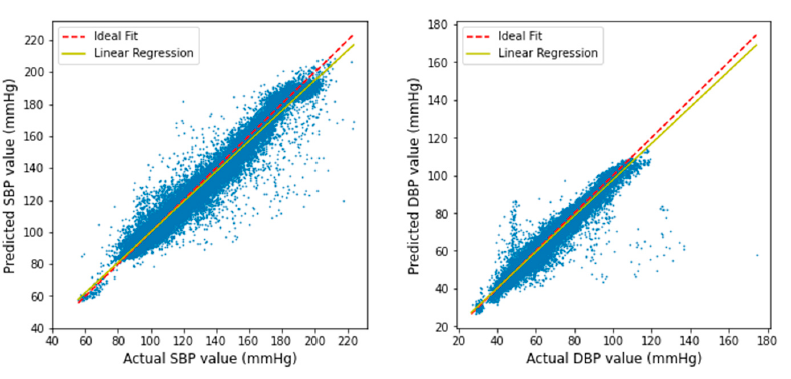 Ideal Fit
Linear Regression
220
200
180
160
140
120
100
80
60
40
40 60 80 100 120 140 160 180 200 220
Predicted SBP value (mmHg)
Actual SBP value (mmHg)
Ideal Fit
Linear Regression
180
160
140
120
100
80
60
40
20
20 40 60 80 100 120 140 160 180
Predicted DBP value (mmHg)
Actual DBP value (mmHg)